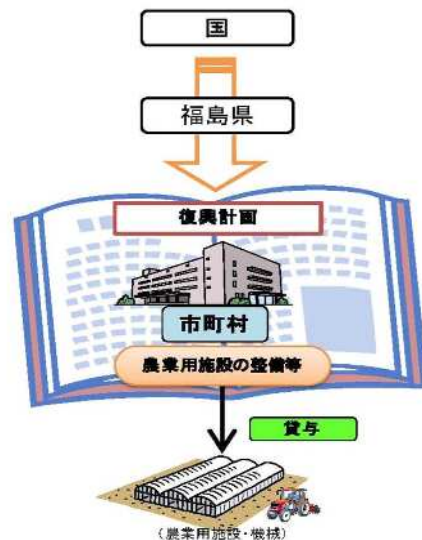 国
福島県
復興計画
市町村
農業用施設の整備等
貸与
(農業用施設・機械)